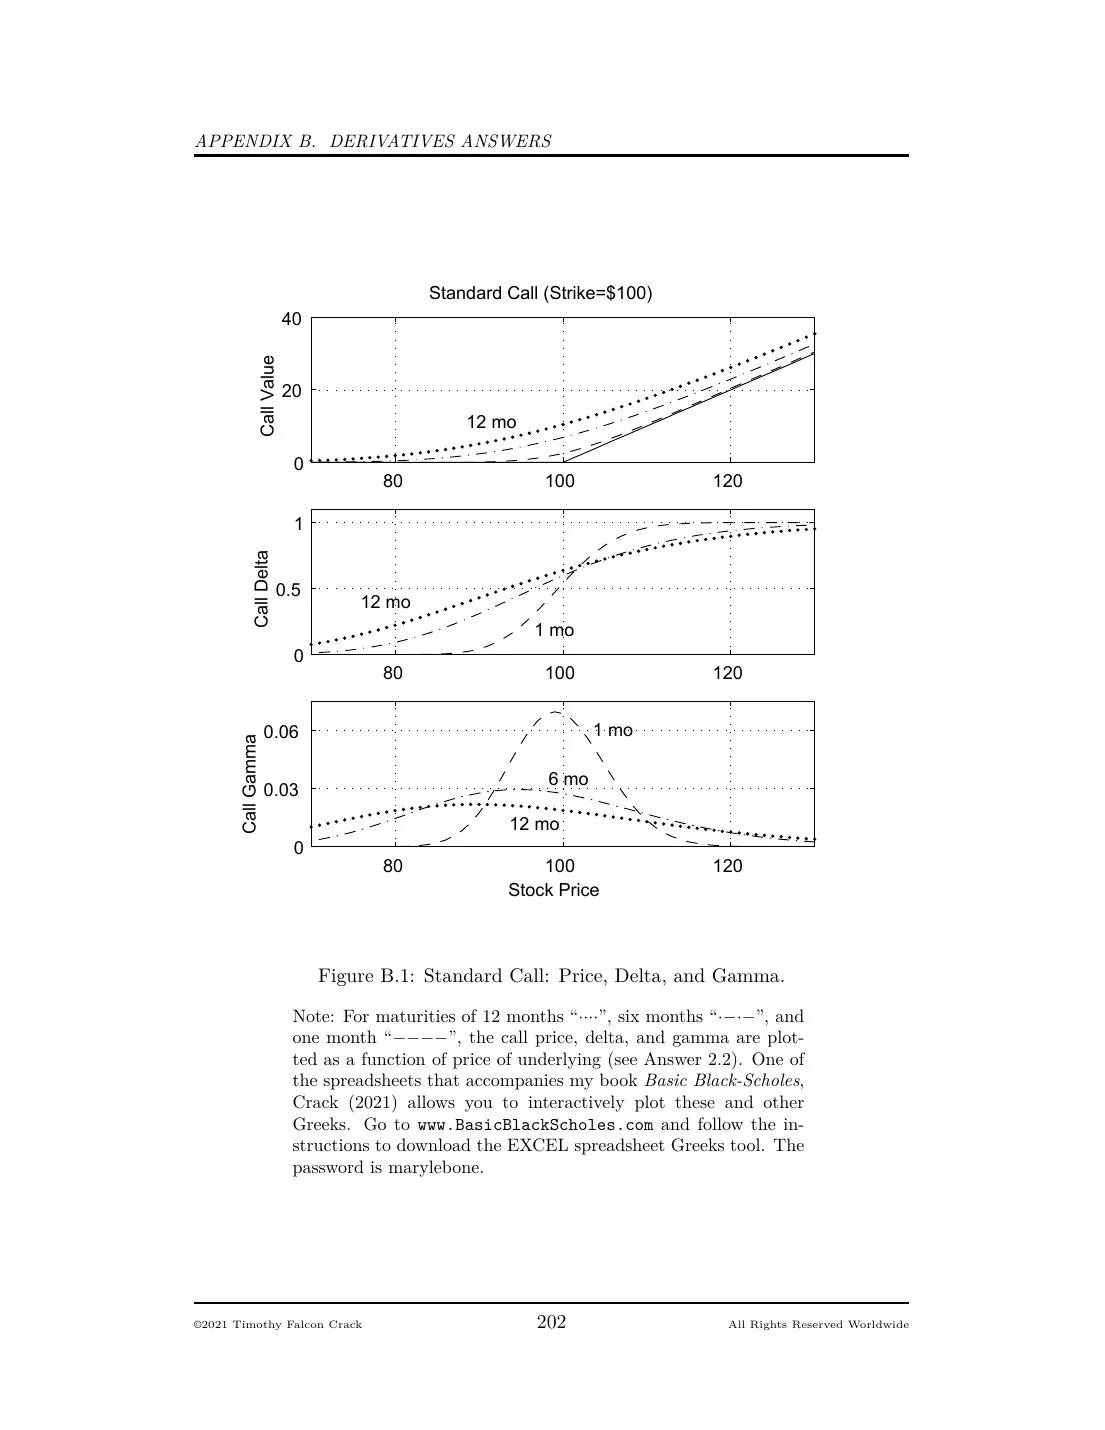 APPENDIX B. DERIVATIVES ANSWERS
Standard Call (Strike=$100)
40
20
0
Call Value
12 mo
80 100 120
1
0.5
0
Call Delta
12 mo
1 mo
80 100 120
0.06
0.03
0
Call Gamma
1 mo
6 mo
12 mo
80 100 120
Stock Price
Figure B.1: Standard Call: Price, Delta, and Gamma.
Note: For maturities of 12 months “····”, six months “·−·−”, and
one month “−−−−”, the call price, delta, and gamma are plot-
ted as a function of price of underlying (see Answer 2.2). One of
the spreadsheets that accompanies my book Basic Black-Scholes,
Crack (2021) allows you to interactively plot these and other
Greeks. Go to www.BasicBlackScholes.com and follow the in-
structions to download the EXCEL spreadsheet Greeks tool. The
password is marylebone.
©2021 Timothy Falcon Crack 202 All Rights Reserved Worldwide